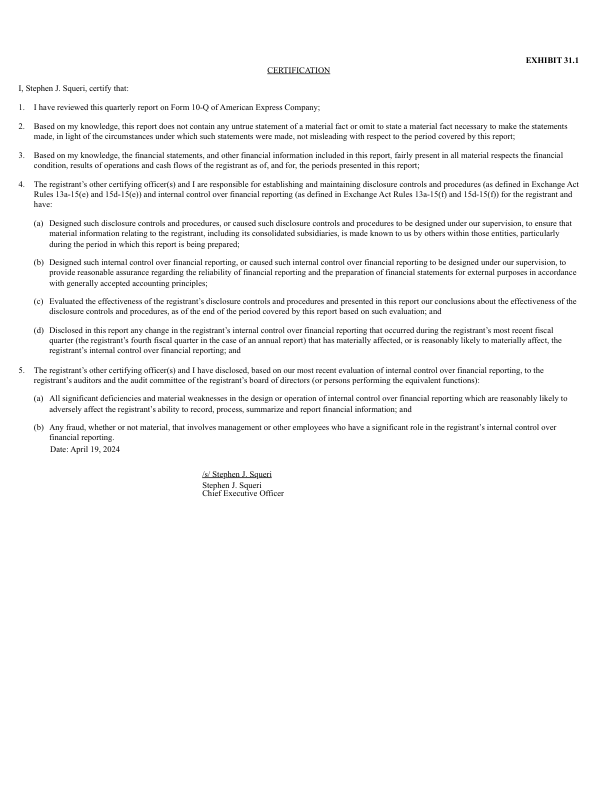 EXHIBIT 31.1
CERTIFICATION
I, Stephen J. Squeri, certify that:
1. I have reviewed this quarterly report on Form 10-Q of American Express Company;
2. Based on my knowledge, this report does not contain any untrue statement of a material fact or omit to state a material fact necessary to make the statements
made, in light of the circumstances under which such statements were made, not misleading with respect to the period covered by this report;
3. Based on my knowledge, the financial statements, and other financial information included in this report, fairly present in all material respects the financial
condition, results of operations and cash flows of the registrant as of, and for, the periods presented in this report;
4. The registrant’s other certifying officer(s) and I are responsible for establishing and maintaining disclosure controls and procedures (as defined in Exchange Act
Rules 13a-15(e) and 15d-15(e)) and internal control over financial reporting (as defined in Exchange Act Rules 13a-15(f) and 15d-15(f)) for the registrant and
have:
(a) Designed such disclosure controls and procedures, or caused such disclosure controls and procedures to be designed under our supervision, to ensure that
material information relating to the registrant, including its consolidated subsidiaries, is made known to us by others within those entities, particularly
during the period in which this report is being prepared;
(b) Designed such internal control over financial reporting, or caused such internal control over financial reporting to be designed under our supervision, to
provide reasonable assurance regarding the reliability of financial reporting and the preparation of financial statements for external purposes in accordance
with generally accepted accounting principles;
(c) Evaluated the effectiveness of the registrant’s disclosure controls and procedures and presented in this report our conclusions about the effectiveness of the
disclosure controls and procedures, as of the end of the period covered by this report based on such evaluation; and
(d) Disclosed in this report any change in the registrant’s internal control over financial reporting that occurred during the registrant’s most recent fiscal
quarter (the registrant’s fourth fiscal quarter in the case of an annual report) that has materially affected, or is reasonably likely to materially affect, the
registrant’s internal control over financial reporting; and
5. The registrant’s other certifying officer(s) and I have disclosed, based on our most recent evaluation of internal control over financial reporting, to the
registrant’s auditors and the audit committee of the registrant’s board of directors (or persons performing the equivalent functions):
(a) All significant deficiencies and material weaknesses in the design or operation of internal control over financial reporting which are reasonably likely to
adversely affect the registrant’s ability to record, process, summarize and report financial information; and
(b) Any fraud, whether or not material, that involves management or other employees who have a significant role in the registrant’s internal control over
financial reporting.
Date: April 19, 2024
/s/ Stephen J. Squeri
Stephen J. Squeri
Chief Executive Officer